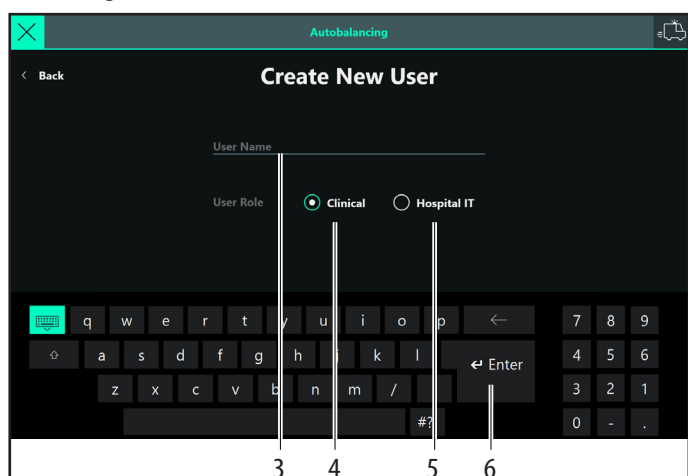 Autobalancing
< Back
Create New User
User Name
User Role Clinical Hospital IT
q w e r t y u i o p 7 8 9
a s d f g h j k l Enter 4 5 6
z x c v b n m / 3 2 1
#? 0 - .
3 4 5 6